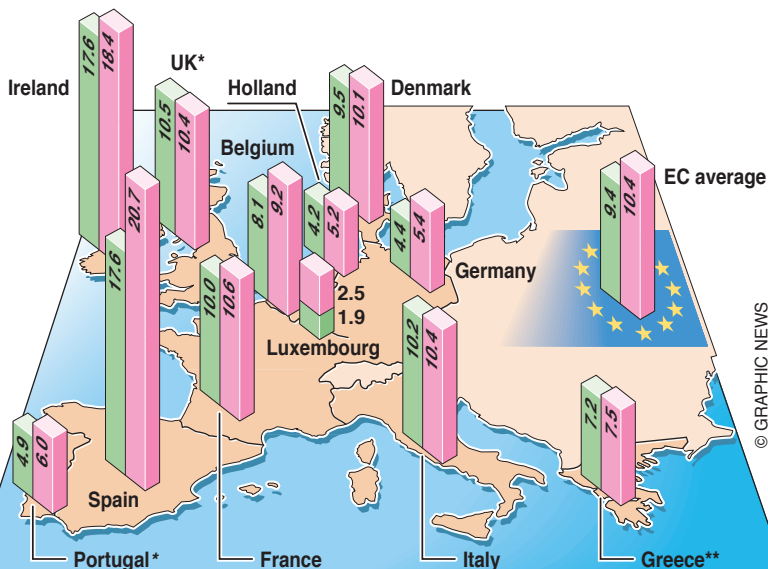 Ireland
17.6
18.4
UK*
10.5
10.4
Holland
4.2
5.2
Denmark
9.5
10.1
Belgium
8.1
9.2
EC average
9.4
10.4
Germany
4.4
5.4
2.5
1.9
Luxembourg
17.6
20.7
Spain
10.0
10.6
France
10.2
10.4
Italy
4.9
6.0
Portugal*
7.2
7.5
Greece**
© GRAPHIC NEWS